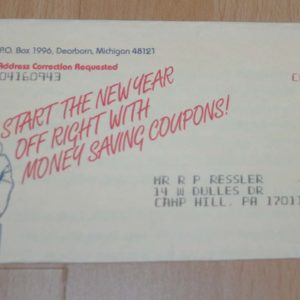 P.O. Box 1996, Dearborn, Michigan 48121
Address Correction Requested
04160943
START THE NEW YEAR
OFF RIGHT WITH
MONEY SAVING COUPONS!
MR R P RESSLER
14 W DULLES DR
CAMP HILL, PA 17011